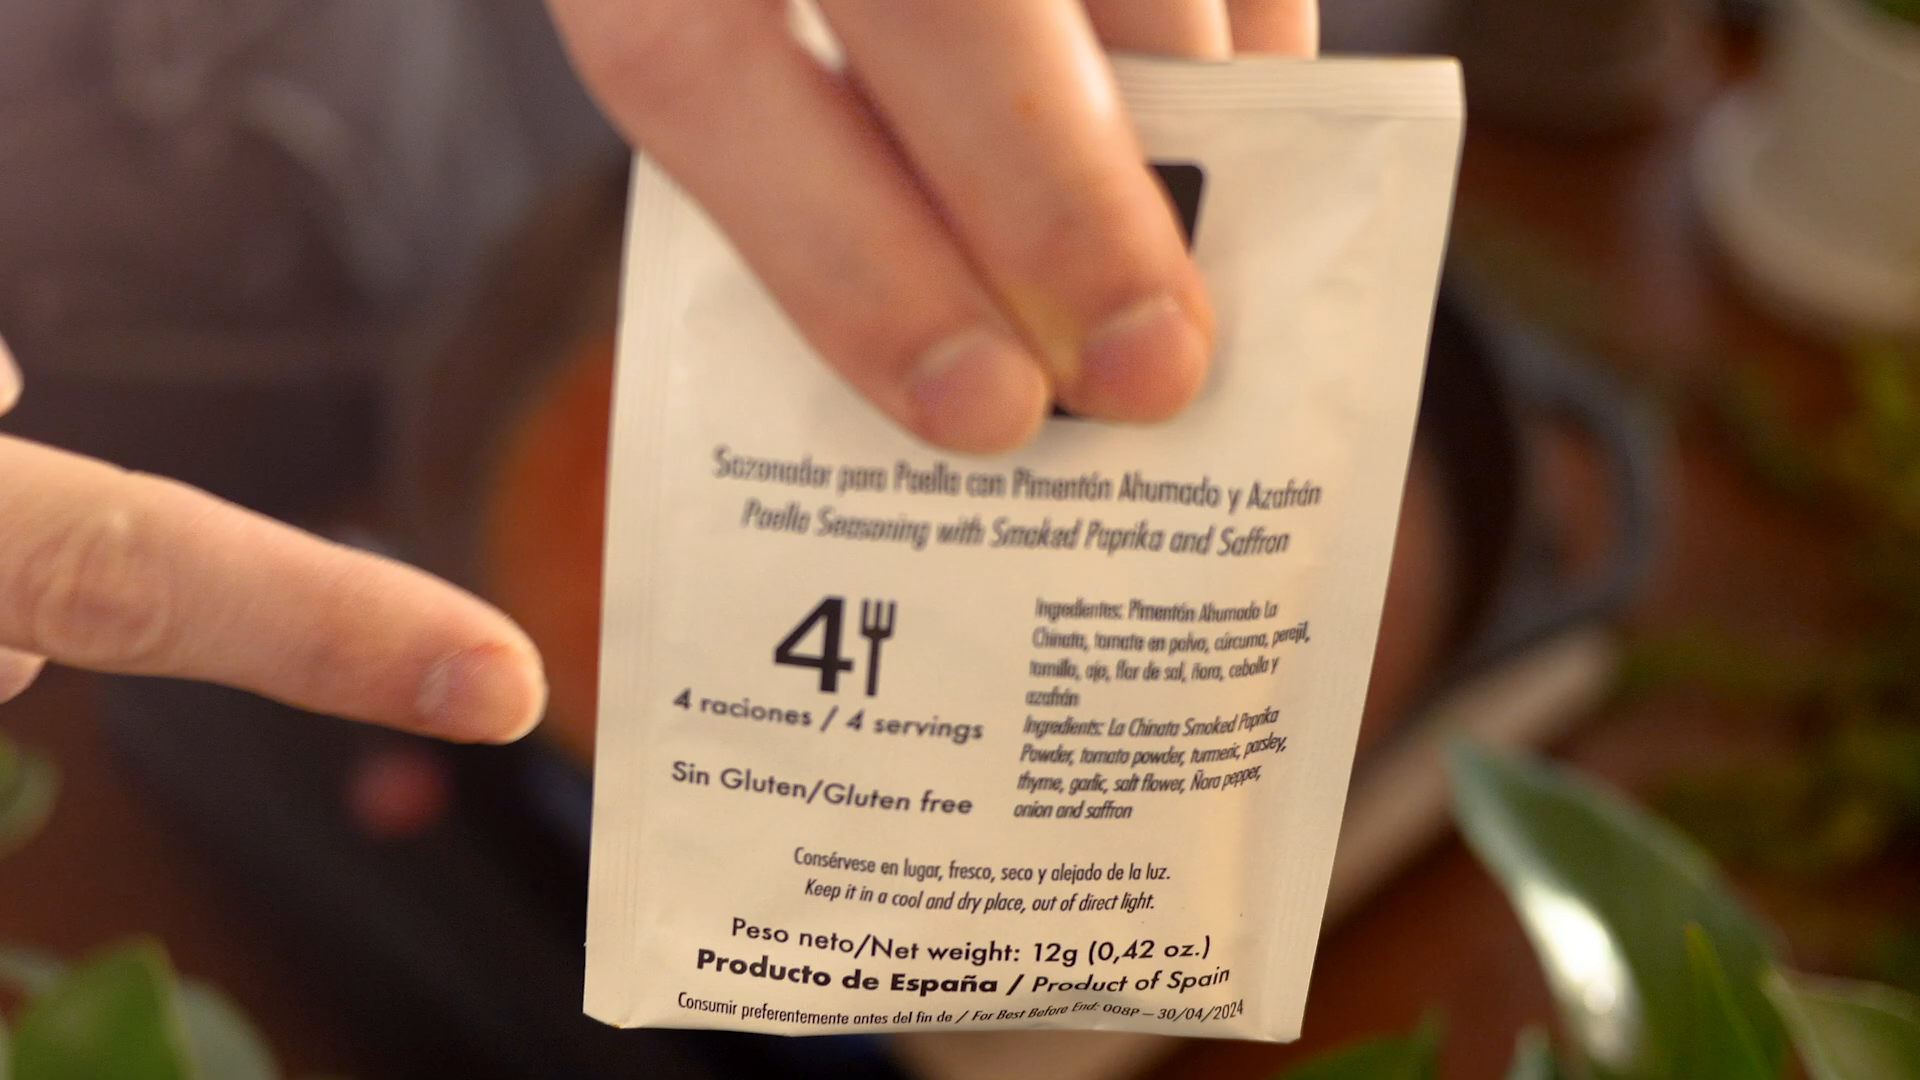 Sazonador para Paella con Pimentón Ahumado y Azafrán
Paella Seasoning with Smoked Paprika and Saffron
4
4 raciones / 4 servings
Sin Gluten/Gluten free
Ingredientes: Pimentón Ahumado La
Chinata, tomate en polvo, cúrcuma, perejil,
tomillo, ajo, flor de sal, ñora, cebolla y
azafrán
Ingredients: La Chinata Smoked Paprika
Powder, tomato powder, turmeric, parsley,
thyme, garlic, salt flower, Ñora pepper,
onion and saffron
Consérvese en lugar, fresco, seco y alejado de la luz.
Keep it in a cool and dry place, out of direct light.
Peso neto/Net weight: 12g (0,42 oz.)
Producto de España / Product of Spain
Consumir preferentemente antes del fin de / For Best Before End: 008P – 30/04/2024